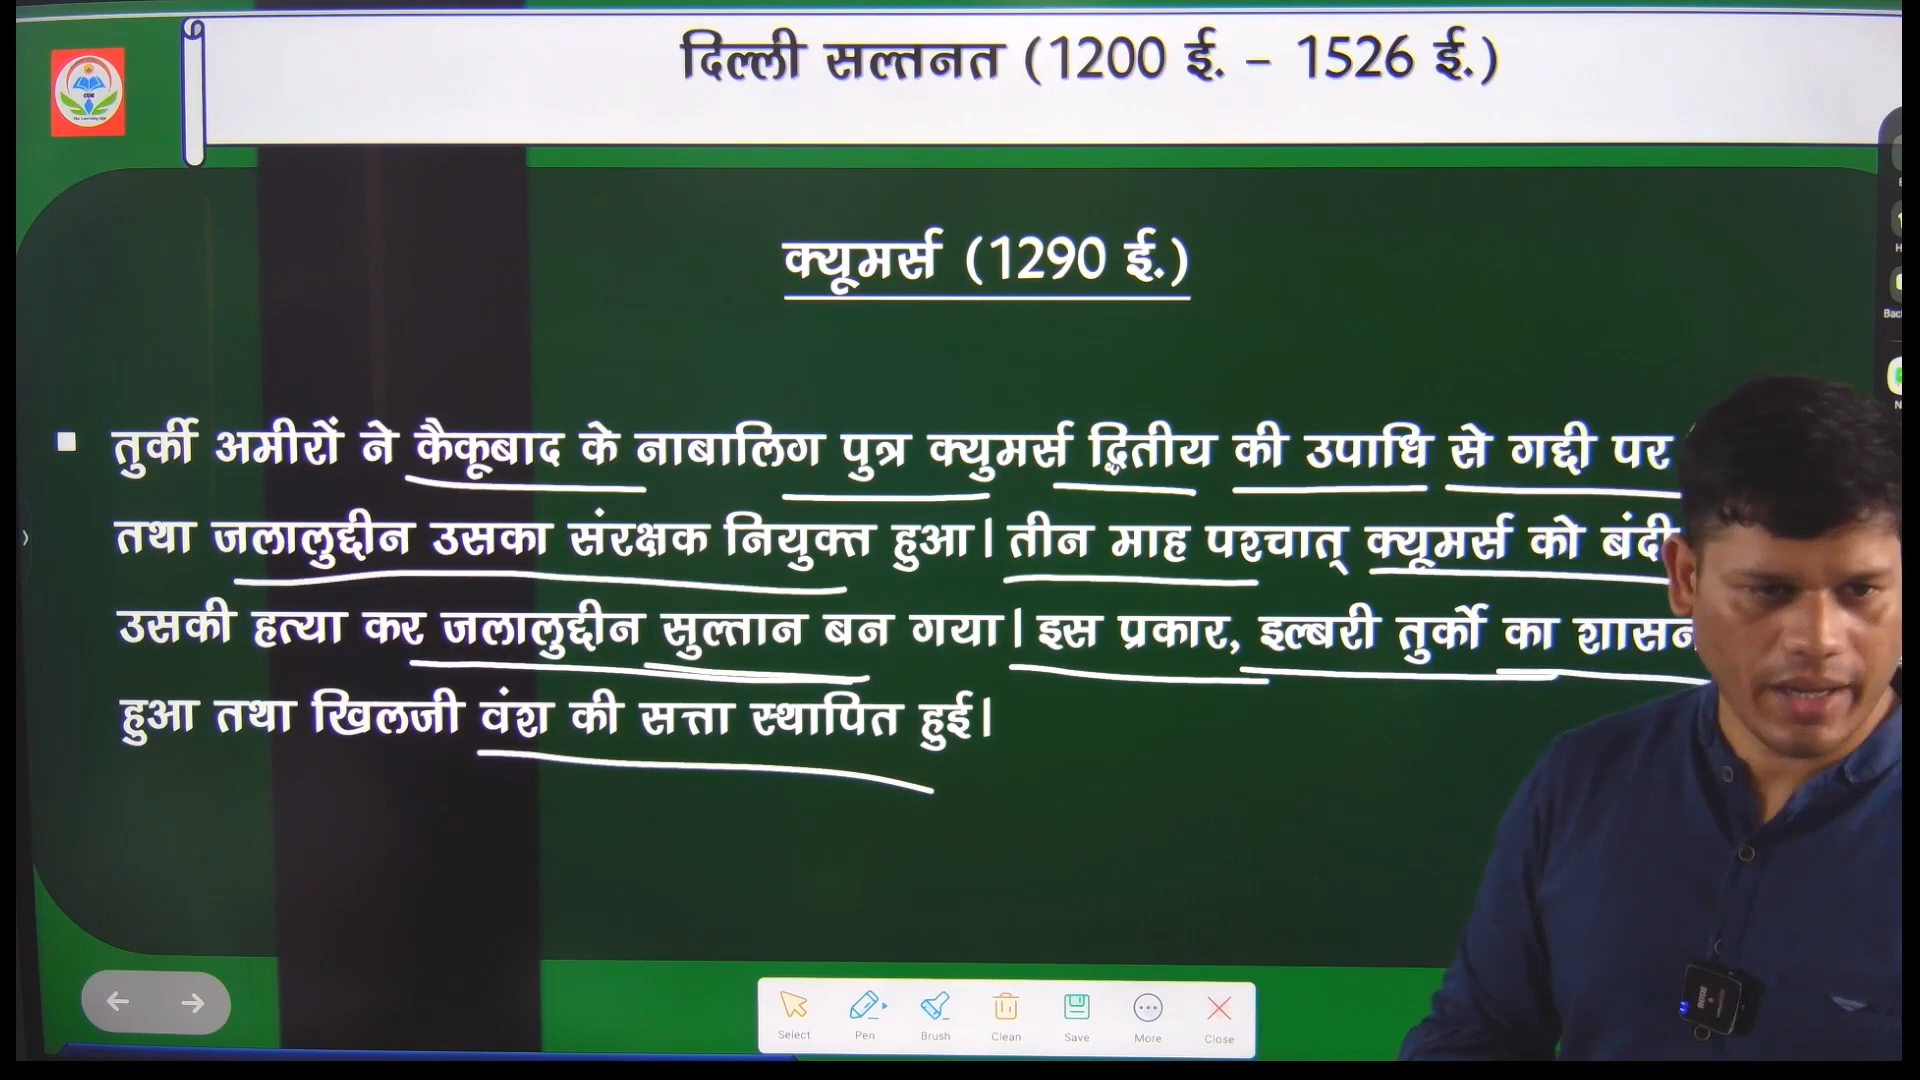 दिल्ली सल्तनत (1200 ई. – 1526 ई.)
क्यूमर्स (1290 ई.)
▪ तुर्की अमीरों ने कैकूबाद के नाबालिग पुत्र क्युमर्स द्वितीय की उपाधि से गद्दी पर
तथा जलालुद्दीन उसका संरक्षक नियुक्त हुआ। तीन माह पश्चात् क्यूमर्स को बंदी
उसकी हत्या कर जलालुद्दीन सुल्तान बन गया। इस प्रकार, इल्बरी तुर्को का शासन
हुआ तथा खिलजी वंश की सत्ता स्थापित हुई।
Select Pen Brush Clean Save More Close